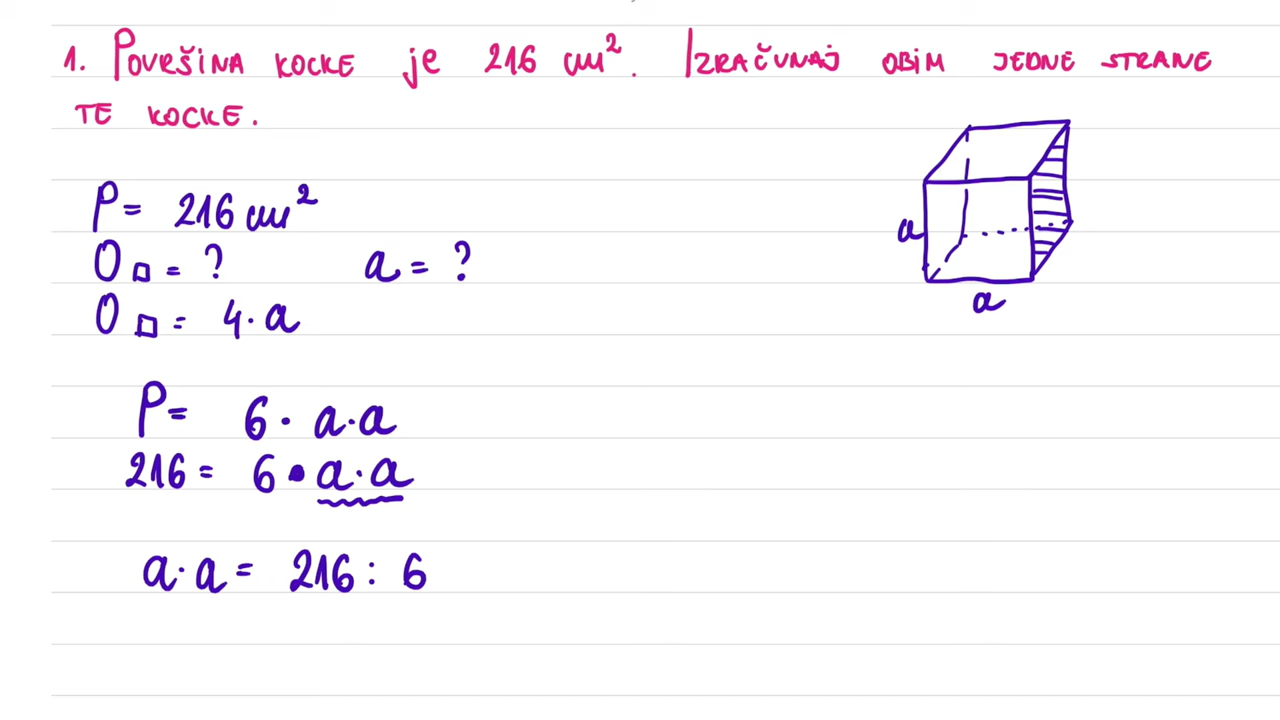 1. POVRŠINA KOCKE je 216 cm². IZRAČUNAJ OBIM JEDNE STRANE
TE KOCKE.
P = 216 cm²
O□ = ? a = ?
O□ = 4·a
a
a
P = 6·a·a
216 = 6·a·a
a·a = 216 : 6